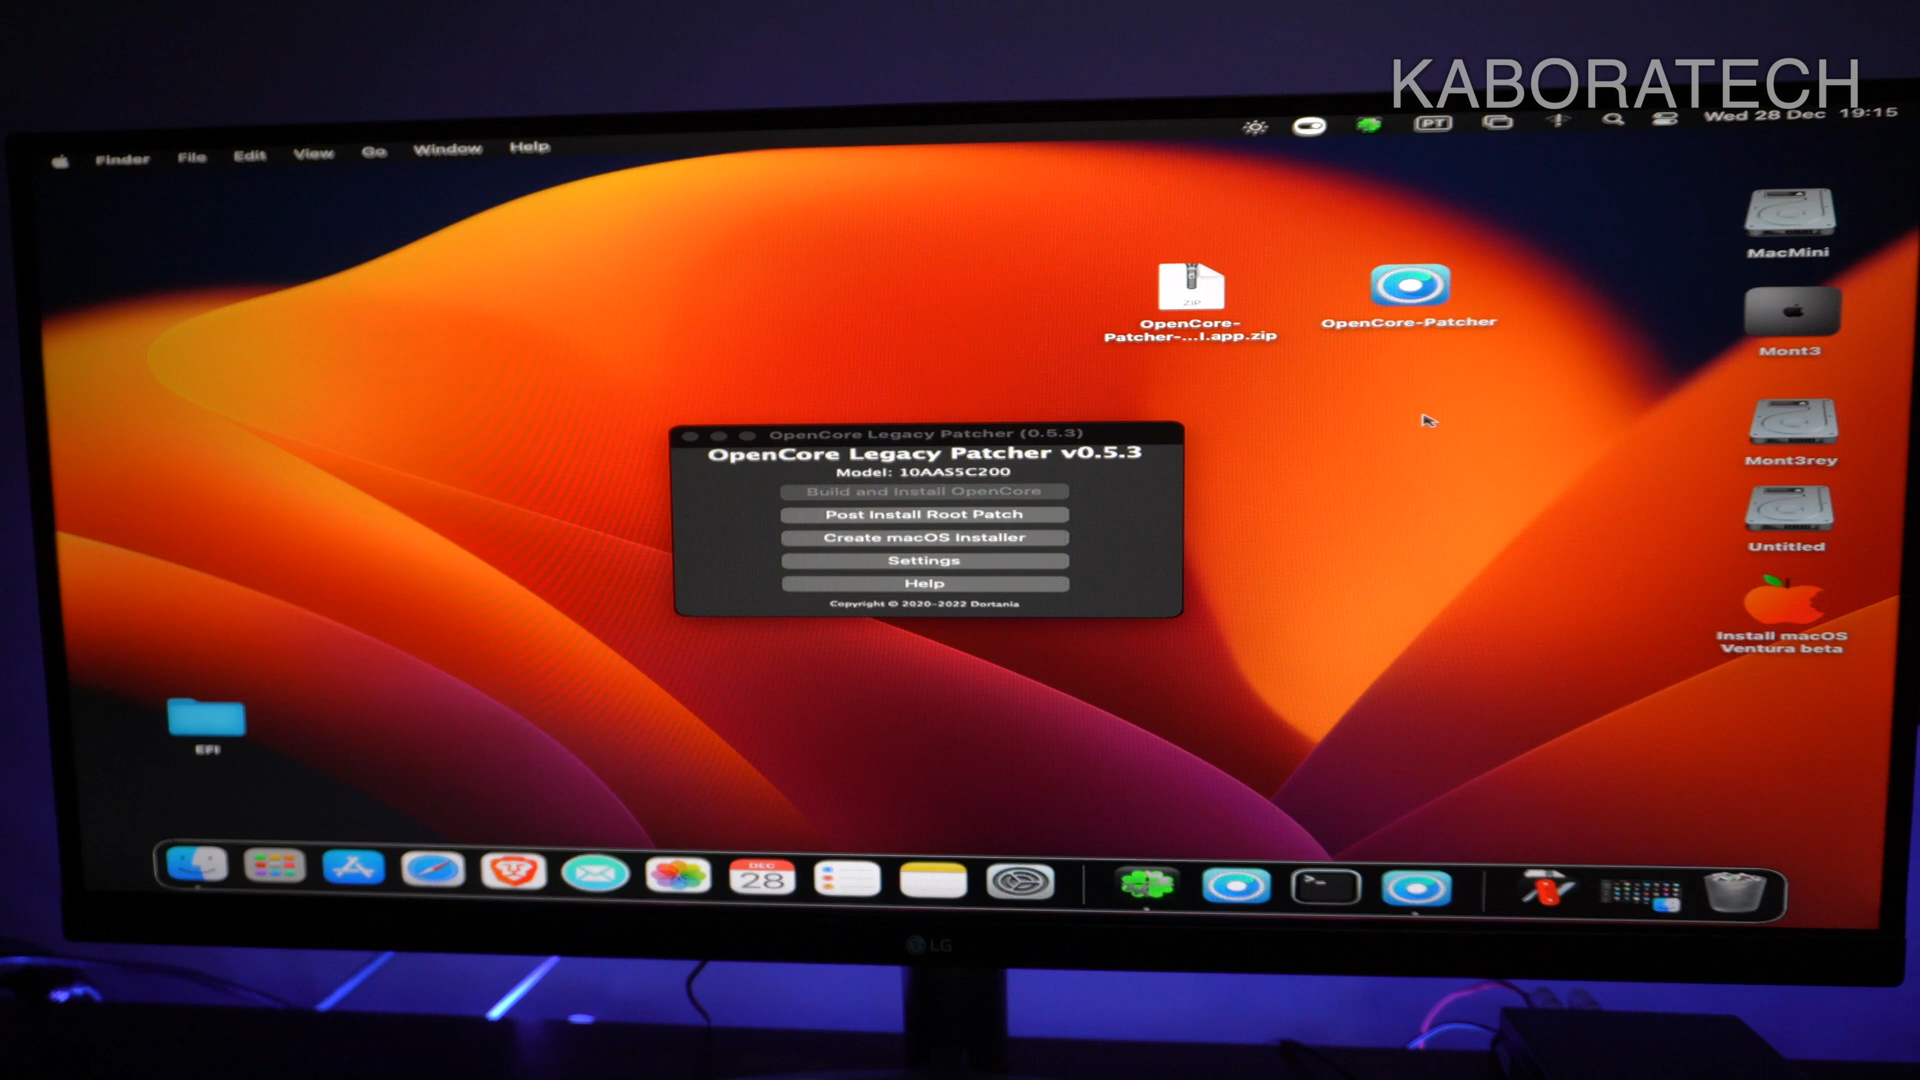 KABORATECH
Finder File Edit View Go Window Help
PT
Wed 28 Dec 19:15
MacMini
ZIP
OpenCore-
Patcher-...l.app.zip
OpenCore-Patcher
Mont3
OpenCore Legacy Patcher (0.5.3)
OpenCore Legacy Patcher v0.5.3
Model: 10AAS5C200
Build and Install OpenCore
Post Install Root Patch
Create macOS Installer
Settings
Help
Copyright © 2020-2022 Dortania
Mont3rey
Untitled
Install macOS
Ventura beta
EFI
DEC
28
LG